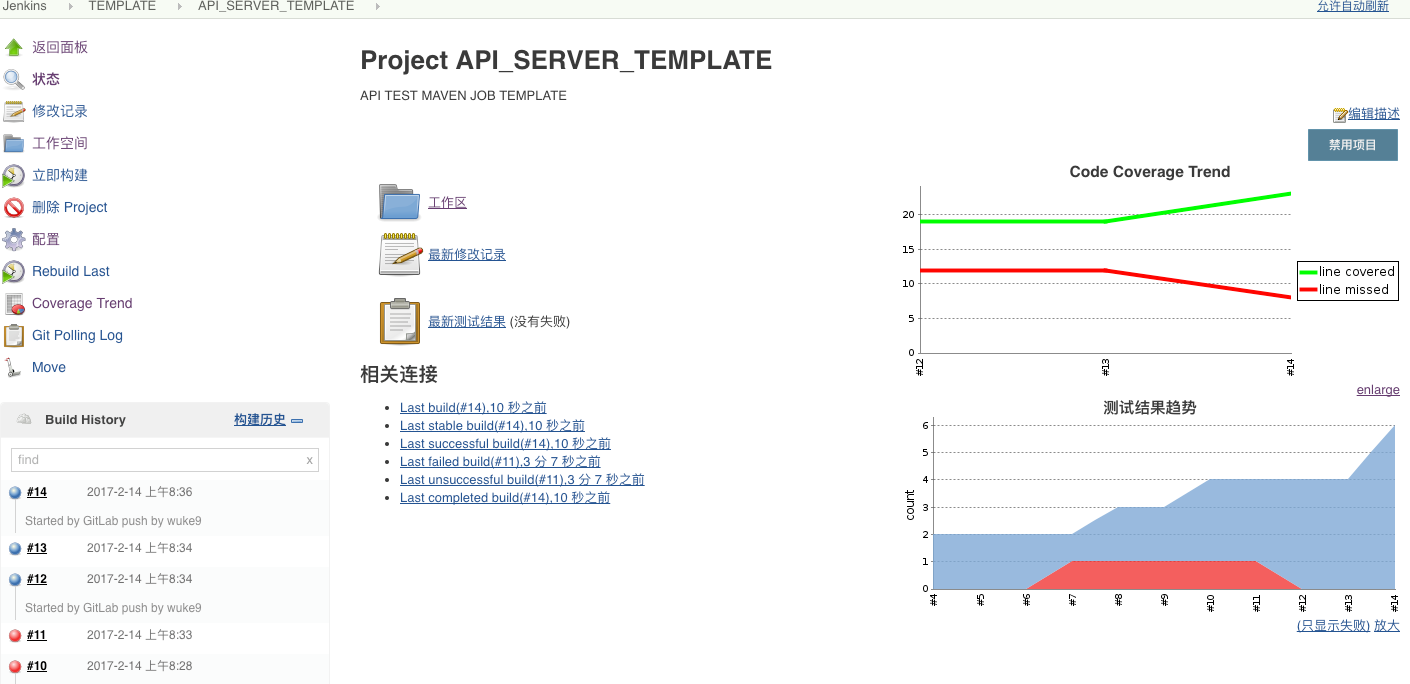 Jenkins TEMPLATE API_SERVER_TEMPLATE 允许自动刷新
返回面板
状态
修改记录
工作空间
立即构建
删除 Project
配置
Rebuild Last
Coverage Trend
Git Polling Log
Move
Build History 构建历史
find x
#14 2017-2-14 上午8:36
Started by GitLab push by wuke9
#13 2017-2-14 上午8:34
#12 2017-2-14 上午8:34
Started by GitLab push by wuke9
#11 2017-2-14 上午8:33
#10 2017-2-14 上午8:28
Project API_SERVER_TEMPLATE
API TEST MAVEN JOB TEMPLATE
编辑描述
禁用项目
工作区
最新修改记录
最新测试结果 (没有失败)
相关连接
Last build(#14),10 秒之前
Last stable build(#14),10 秒之前
Last successful build(#14),10 秒之前
Last failed build(#11),3 分 7 秒之前
Last unsuccessful build(#11),3 分 7 秒之前
Last completed build(#14),10 秒之前
Code Coverage Trend
20
15
10
5
0
#12 #13 #14
line covered
line missed
enlarge
测试结果趋势
count
6
5
4
3
2
1
0
#4 #5 #6 #7 #8 #9 #10 #11 #12 #13 #14
(只显示失败) 放大